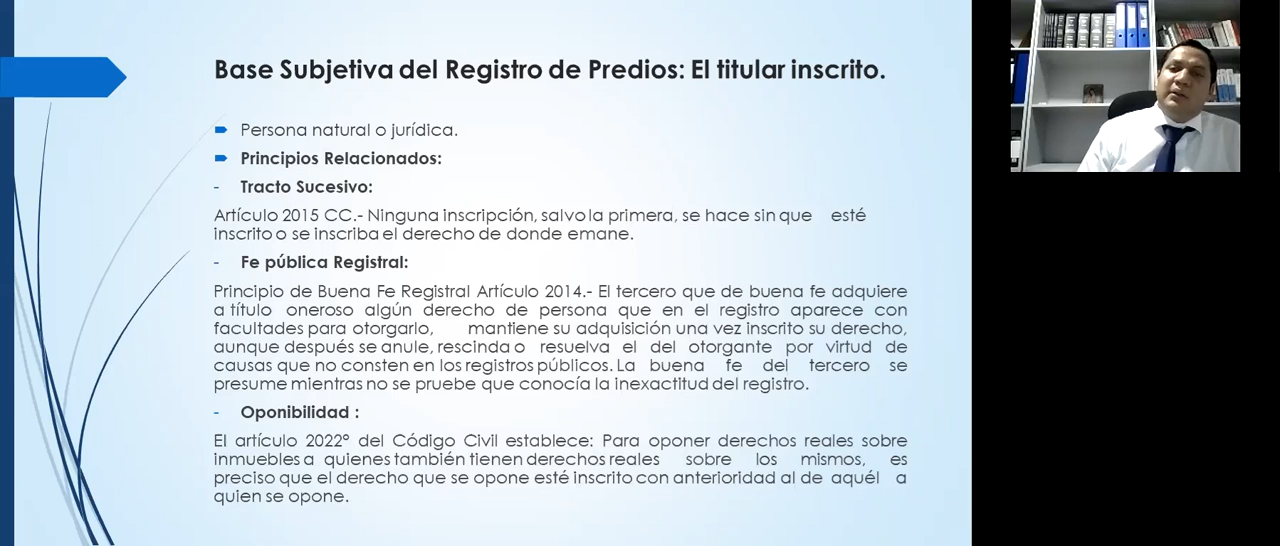 Base Subjetiva del Registro de Predios: El titular inscrito.
Persona natural o jurídica.
Principios Relacionados:
- Tracto Sucesivo:
Artículo 2015 CC.- Ninguna inscripción, salvo la primera, se hace sin que esté
inscrito o se inscriba el derecho de donde emane.
- Fe pública Registral:
Principio de Buena Fe Registral Artículo 2014.- El tercero que de buena fe adquiere
a título oneroso algún derecho de persona que en el registro aparece con
facultades para otorgarlo, mantiene su adquisición una vez inscrito su derecho,
aunque después se anule, rescinda o resuelva el del otorgante por virtud de
causas que no consten en los registros públicos. La buena fe del tercero se
presume mientras no se pruebe que conocía la inexactitud del registro.
- Oponibilidad :
El artículo 2022° del Código Civil establece: Para oponer derechos reales sobre
inmuebles a quienes también tienen derechos reales sobre los mismos, es
preciso que el derecho que se opone esté inscrito con anterioridad al de aquél a
quien se opone.